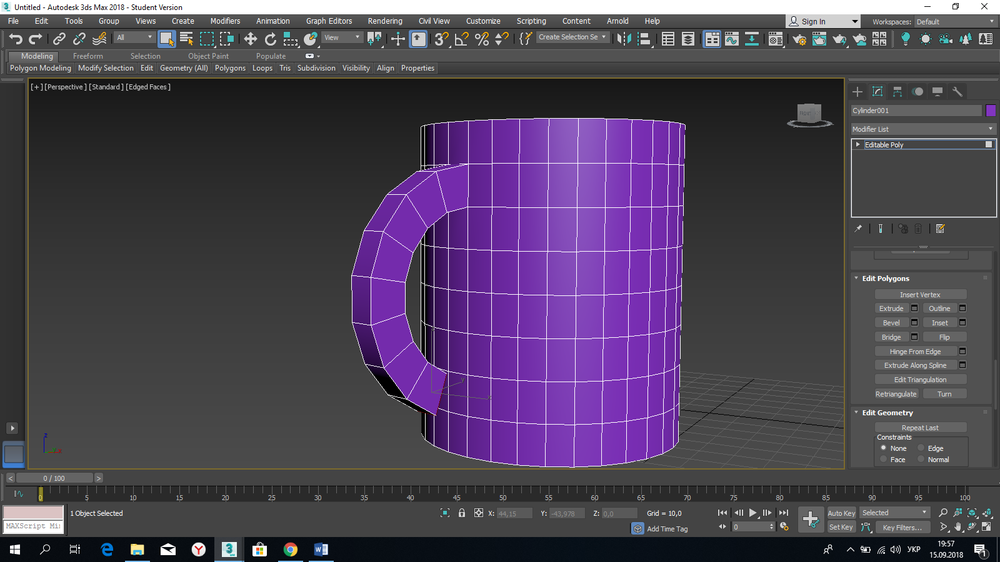 Untitled - Autodesk 3ds Max 2018 - Student Version
File Edit Tools Group Views Create Modifiers Animation Graph Editors Rendering Civil View Customize Scripting Content Arnold Help
Sign In Workspaces: Default
All View Create Selection Se
Modeling Freeform Selection Object Paint Populate
Polygon Modeling Modify Selection Edit Geometry (All) Polygons Loops Tris Subdivision Visibility Align Properties
[+] [Perspective] [Standard] [Edged Faces]
Cylinder001
Modifier List
Editable Poly
Edit Polygons
Insert Vertex
Extrude Outline
Bevel Inset
Bridge Flip
Hinge From Edge
Extrude Along Spline
Edit Triangulation
Retriangulate Turn
Edit Geometry
Repeat Last
Constraints
None Edge
Face Normal
z
x
y
x
< 0 / 100 >
0 5 10 15 20 25 30 35 40 45 50 55 60 65 70 75 80 85 90 95 100
1 Object Selected X: 44,15 Y: -43,978 Z: 0,0 Grid = 10,0
Auto Key Selected
MAXScript Mi
Add Time Tag
0
Set Key Key Filters...
3 MAX
УКР
19:57
15.09.2018
1